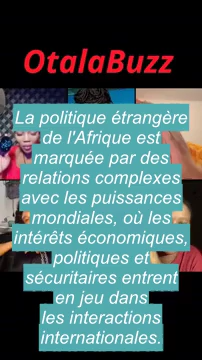 OtalaBuzz
La politique étrangère
de l'Afrique est
marquée par des
relations complexes
avec les puissances
mondiales, où les
intérêts économiques,
politiques et
sécuritaires entrent
en jeu dans
les interactions
internationales.